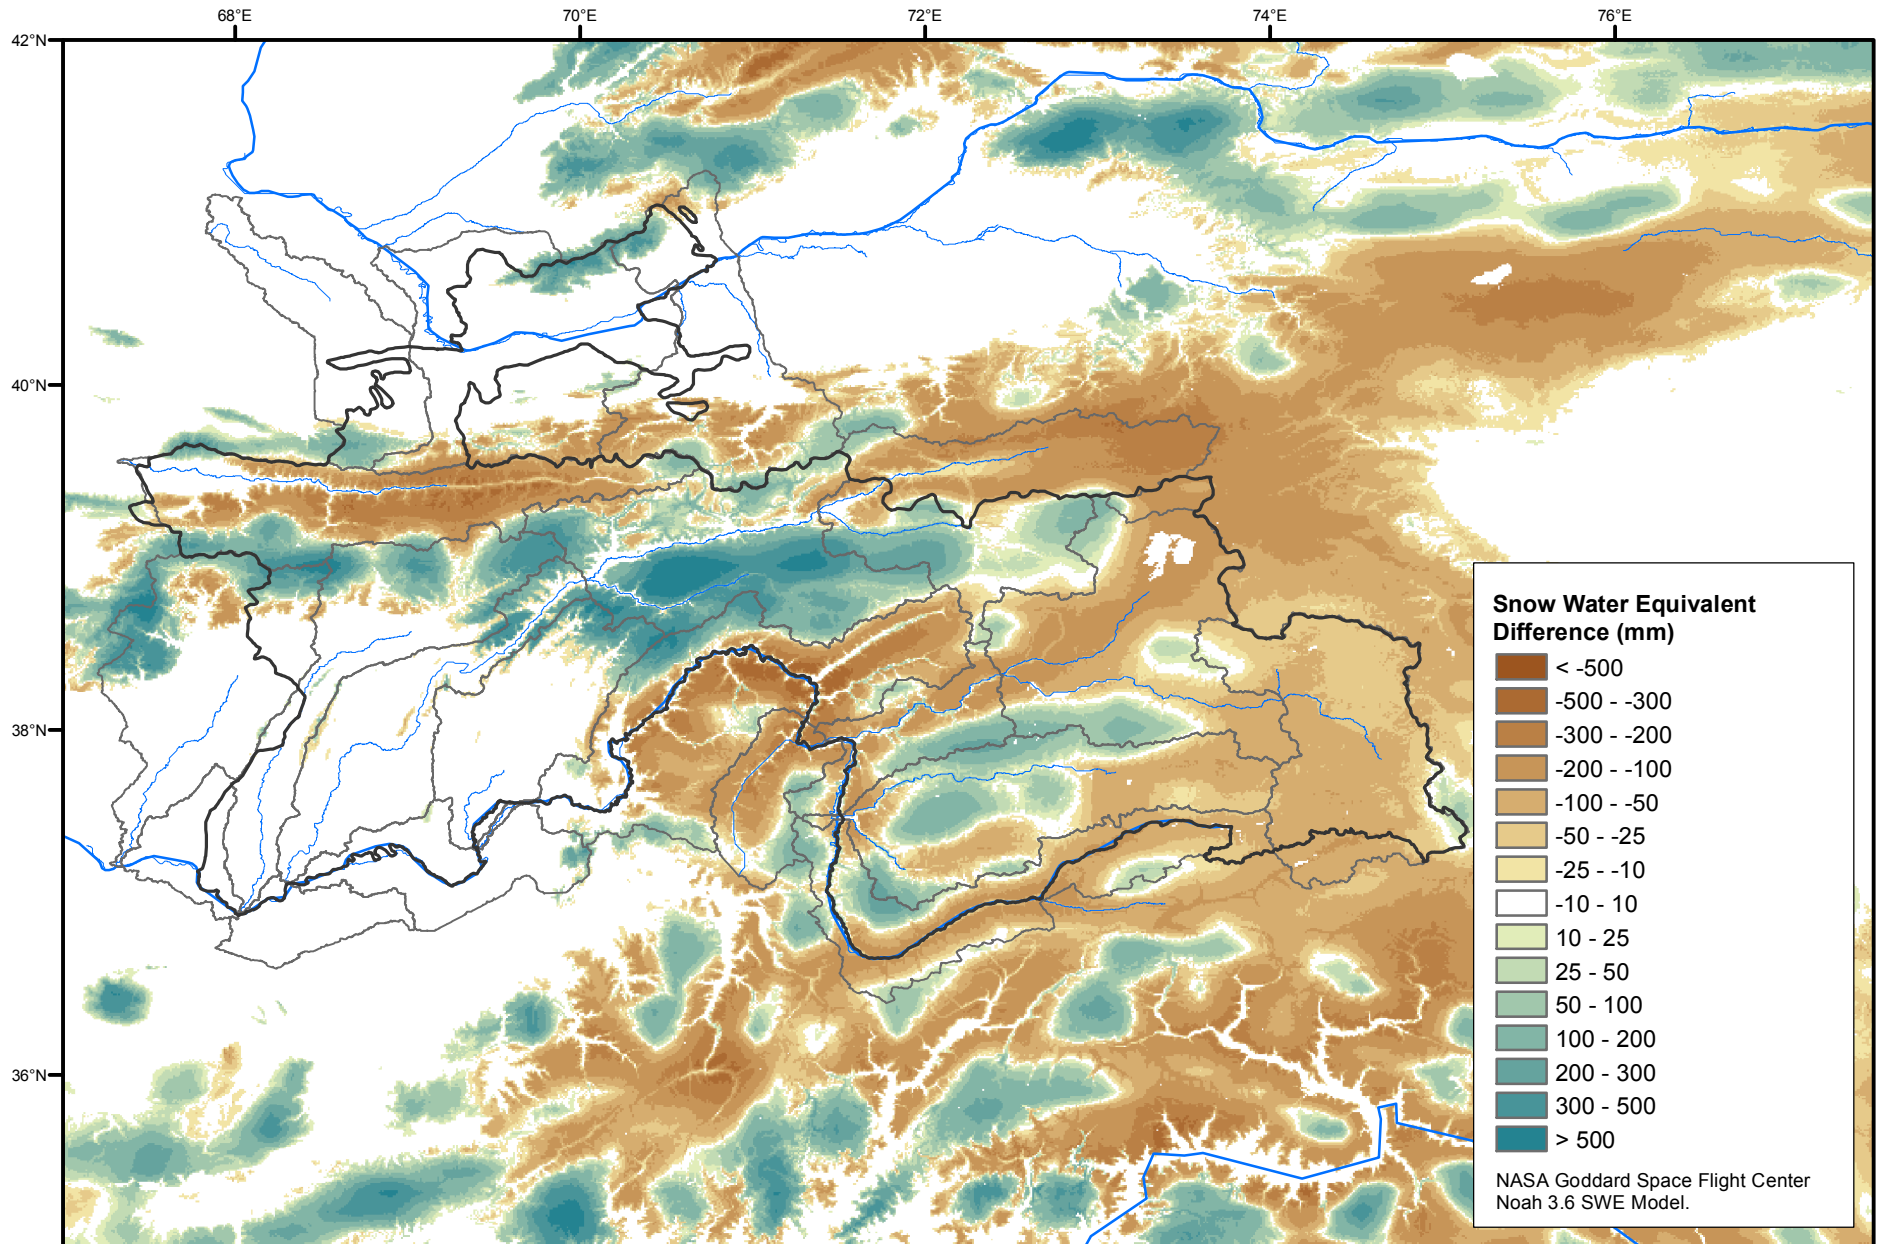 68°E 70°E 72°E 74°E 76°E
42°N
40°N
38°N
36°N
Snow Water Equivalent
Difference (mm)
< -500
-500 - -300
-300 - -200
-200 - -100
-100 - -50
-50 - -25
-25 - -10
-10 - 10
10 - 25
25 - 50
50 - 100
100 - 200
200 - 300
300 - 500
> 500
NASA Goddard Space Flight Center
Noah 3.6 SWE Model.